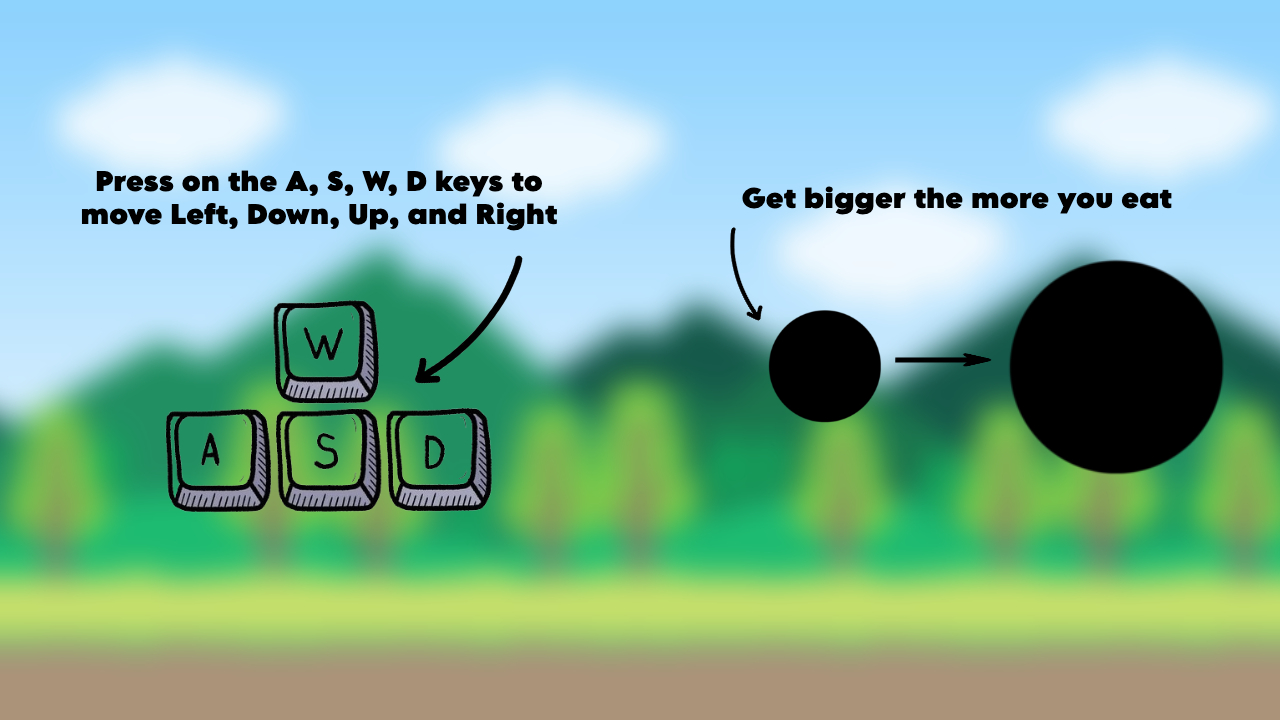 Press on the A, S, W, D keys to
move Left, Down, Up, and Right
Get bigger the more you eat
W
A S D